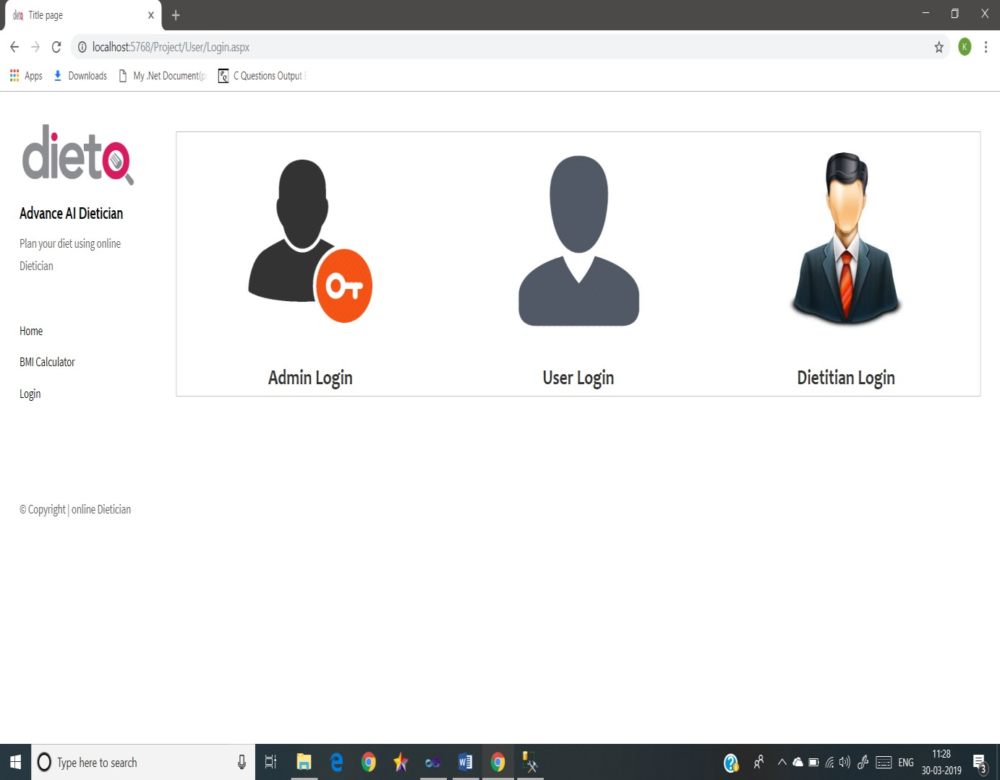 dieto Title page
localhost:5768/Project/User/Login.aspx
K
Apps Downloads My .Net Document( C Questions Output
dieto
Advance AI Dietician
Plan your diet using online
Dietician
Home
BMI Calculator
Login
Admin Login User Login Dietitian Login
© Copyright | online Dietician
Type here to search
ENG
11:28
30-03-2019
3